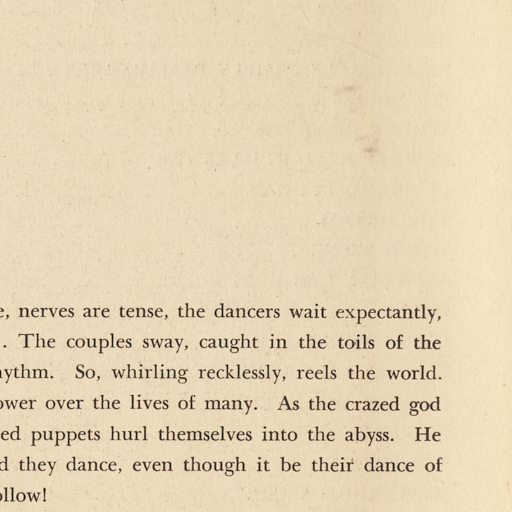 e, nerves are tense, the dancers wait expectantly,
. The couples sway, caught in the toils of the
hythm. So, whirling recklessly, reels the world.
ower over the lives of many. As the crazed god
ed puppets hurl themselves into the abyss. He
d they dance, even though it be their dance of
ollow!